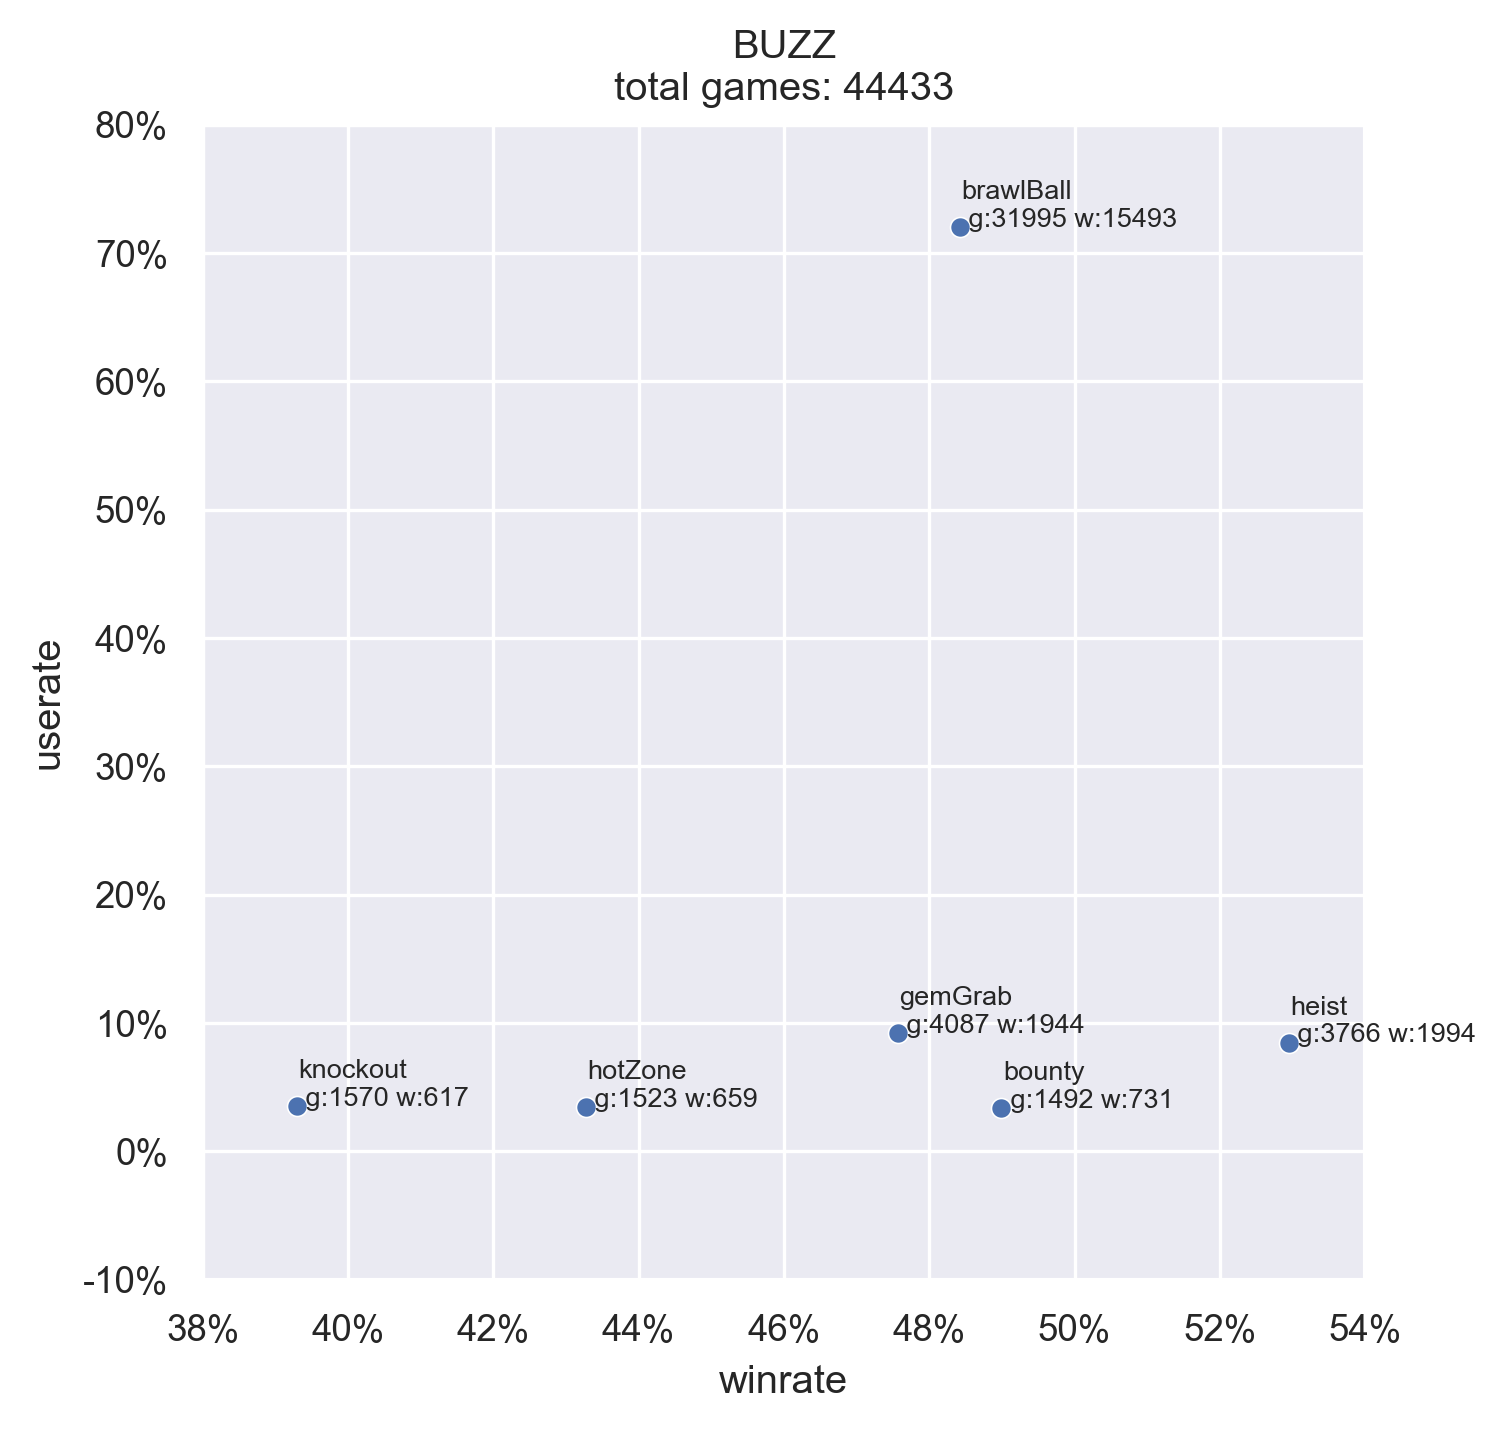 BUZZ
total games: 44433
80%
70%
60%
50%
40%
30%
20%
10%
0%
-10%
userate
brawlBall
g:31995 w:15493
gemGrab
g:4087 w:1944
heist
g:3766 w:1994
knockout
g:1570 w:617
hotZone
g:1523 w:659
bounty
g:1492 w:731
38% 40% 42% 44% 46% 48% 50% 52% 54%
winrate